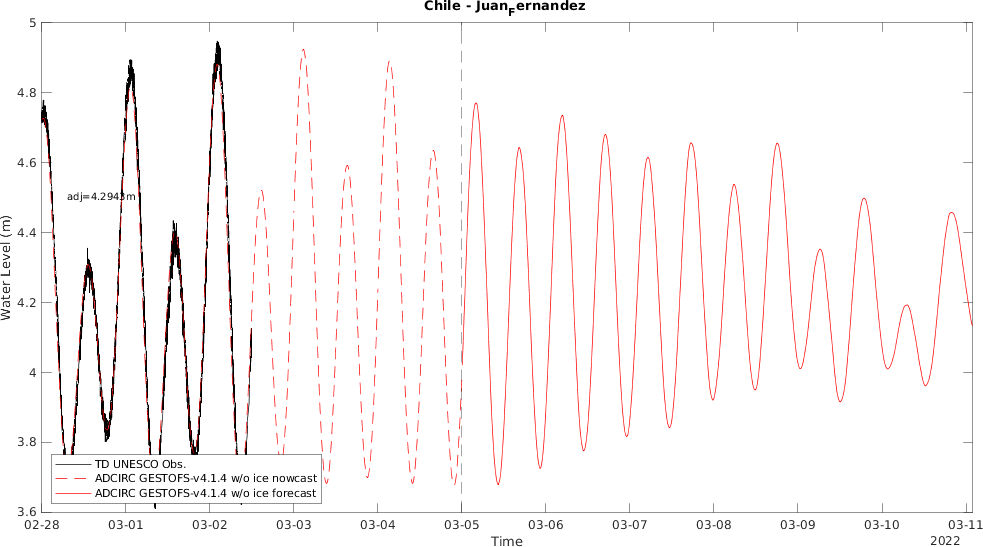 Chile - JuanFernandez
5
4.8
4.6
4.4
4.2
4
3.8
3.6
Water Level (m)
adj=4.2943m
TD UNESCO Obs.
ADCIRC GESTOFS-v4.1.4 w/o ice nowcast
ADCIRC GESTOFS-v4.1.4 w/o ice forecast
02-28 03-01 03-02 03-03 03-04 03-05 03-06 03-07 03-08 03-09 03-10 03-11
Time
2022